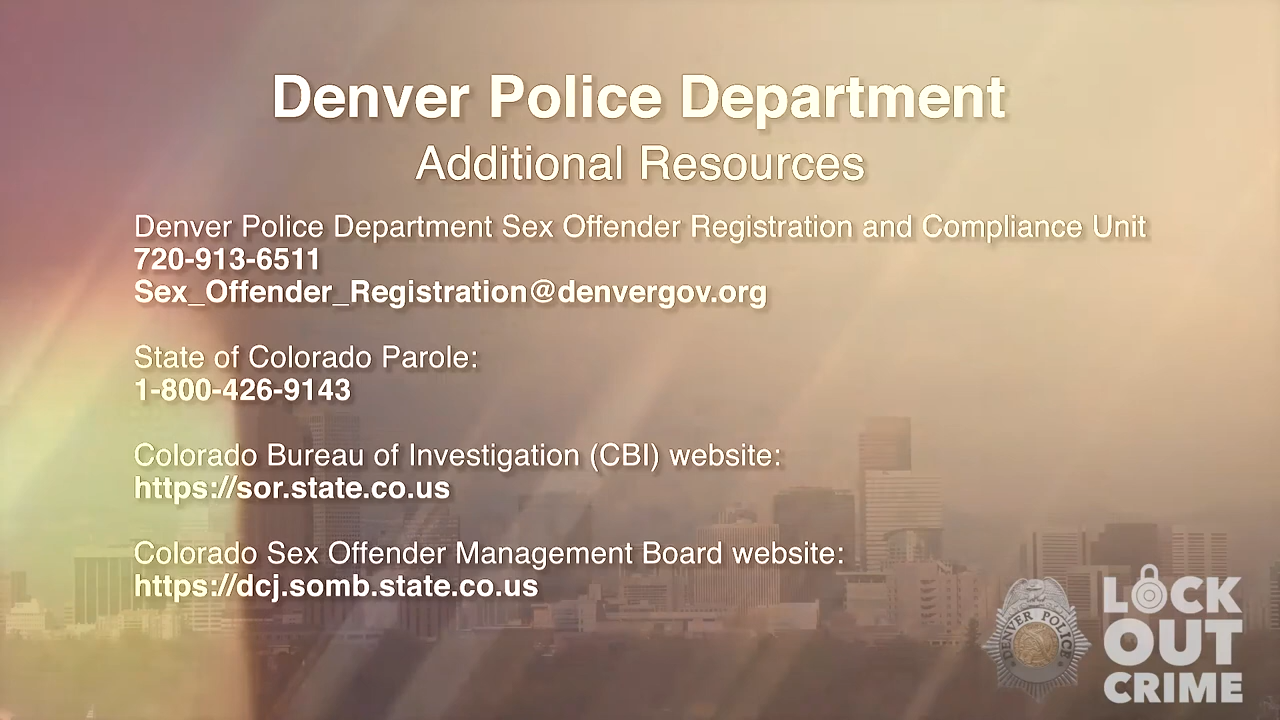 Denver Police Department
Additional Resources
Denver Police Department Sex Offender Registration and Compliance Unit
720-913-6511
Sex_Offender_Registration@denvergov.org
State of Colorado Parole:
1-800-426-9143
Colorado Bureau of Investigation (CBI) website:
https://sor.state.co.us
Colorado Sex Offender Management Board website:
https://dcj.somb.state.co.us
DENVER POLICE
LOCK
OUT
CRIME